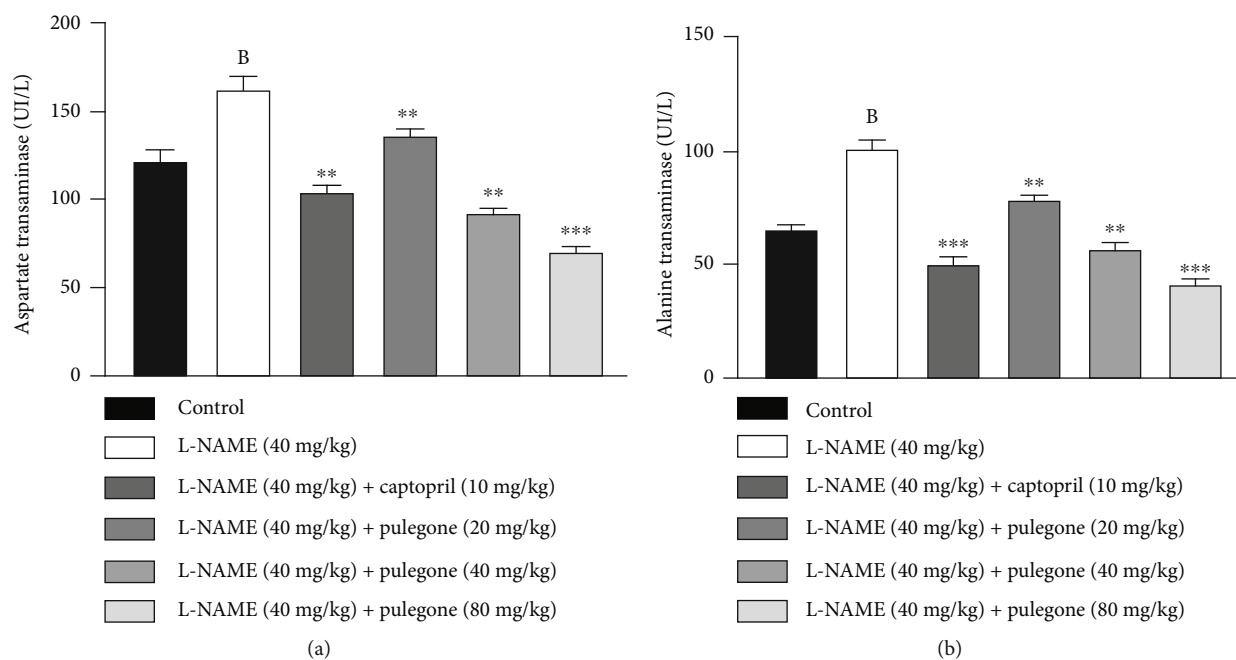 Aspartate transaminase (UI/L)
200
150
100
50
0
B
**
**
**
***
Control
L-NAME (40 mg/kg)
L-NAME (40 mg/kg) + captopril (10 mg/kg)
L-NAME (40 mg/kg) + pulegone (20 mg/kg)
L-NAME (40 mg/kg) + pulegone (40 mg/kg)
L-NAME (40 mg/kg) + pulegone (80 mg/kg)
(a)
Alanine transaminase (UI/L)
150
100
50
0
B
***
**
**
***
Control
L-NAME (40 mg/kg)
L-NAME (40 mg/kg) + captopril (10 mg/kg)
L-NAME (40 mg/kg) + pulegone (20 mg/kg)
L-NAME (40 mg/kg) + pulegone (40 mg/kg)
L-NAME (40 mg/kg) + pulegone (80 mg/kg)
(b)